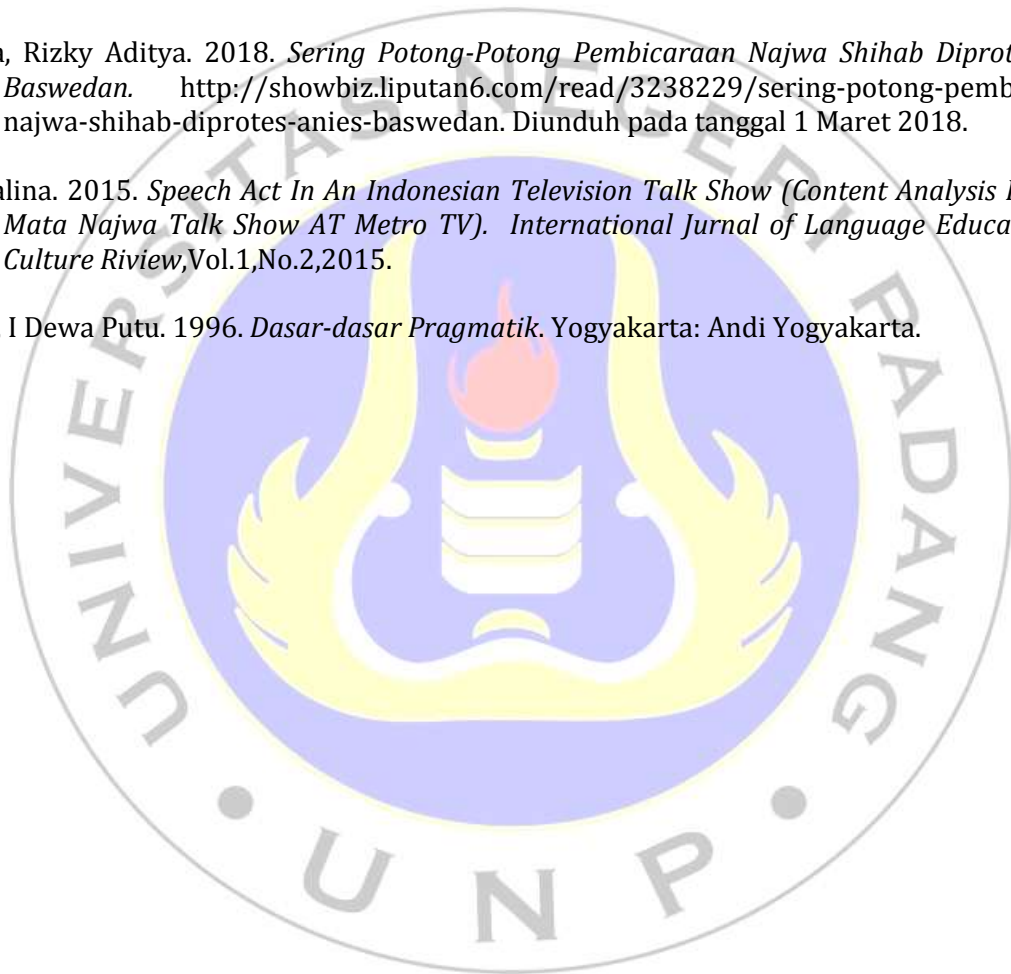 Rizky Aditya. 2018. Sering Potong-Potong Pembicaraan Najwa Shihab
Baswedan. http://showbiz.liputan6.com/read/3238229/sering-potong-pemb
najwa-shihab-diprotes-anies-baswedan. Diunduh pada tanggal 1 Maret 2018.
alina. 2015. Speech Act In An Indonesian Television Talk Show (Content Analysis
Mata Najwa Talk Show AT Metro TV). International Jurnal of Language
Culture Riview,Vol.1,No.2,2015.
I Dewa Putu. 1996. Dasar-dasar Pragmatik. Yogyakarta: Andi Yogyakarta.
UNIVERSITAS NEGERI PADANG
UNP